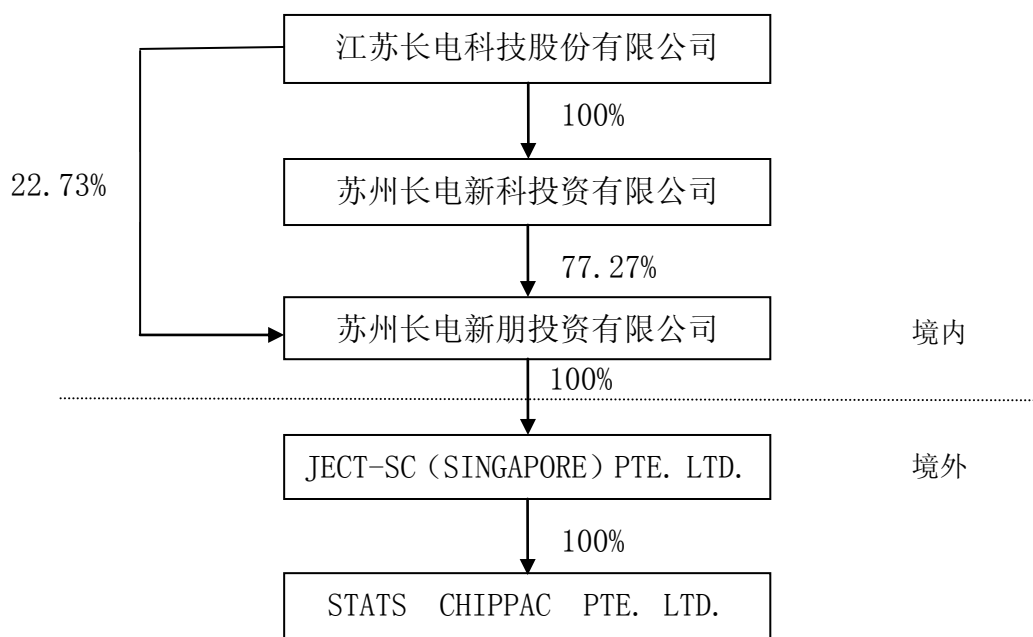 江苏长电科技股份有限公司
100%
22.73%
苏州长电新科投资有限公司
77.27%
苏州长电新朋投资有限公司
境内
100%
JECT-SC（SINGAPORE）PTE. LTD.
境外
100%
STATS CHIPPAC PTE. LTD.